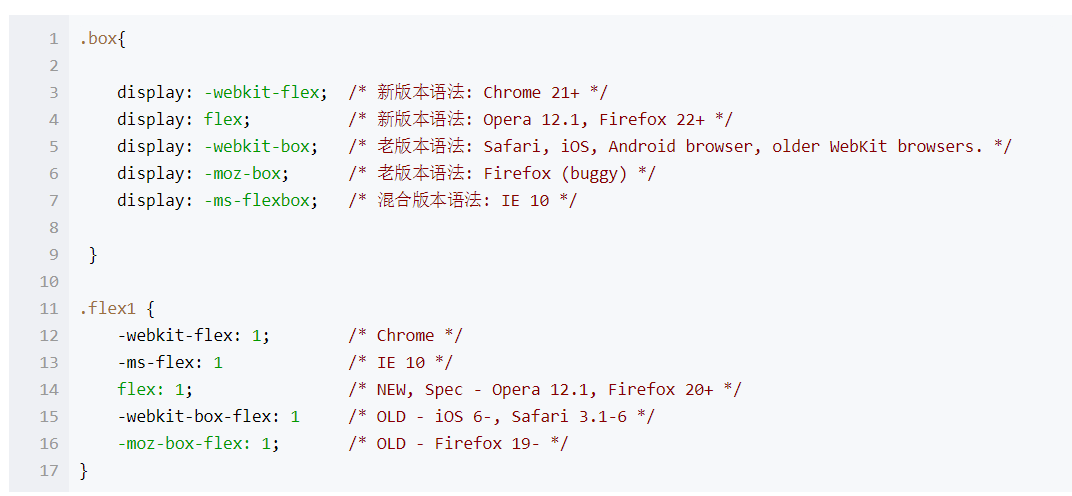 1 .box{
2
3     display: -webkit-flex;  /* 新版本语法: Chrome 21+ */
4     display: flex;          /* 新版本语法: Opera 12.1, Firefox 22+ */
5     display: -webkit-box;   /* 老版本语法: Safari, iOS, Android browser, older WebKit browsers. */
6     display: -moz-box;      /* 老版本语法: Firefox (buggy) */
7     display: -ms-flexbox;   /* 混合版本语法: IE 10 */
8
9  }
10
11 .flex1 {
12     -webkit-flex: 1;        /* Chrome */
13     -ms-flex: 1             /* IE 10 */
14     flex: 1;                /* NEW, Spec - Opera 12.1, Firefox 20+ */
15     -webkit-box-flex: 1     /* OLD - iOS 6-, Safari 3.1-6 */
16     -moz-box-flex: 1;       /* OLD - Firefox 19- */
17 }